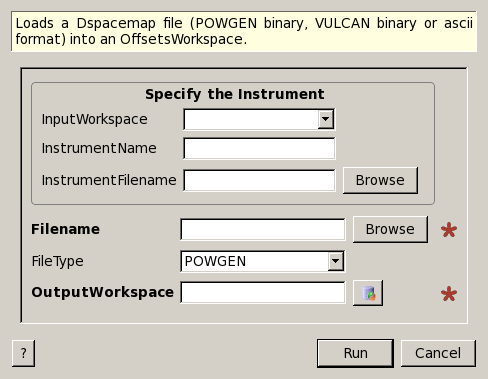 Loads a Dspacemap file (POWGEN binary, VULCAN binary or ascii
format) into an OffsetsWorkspace.
Specify the Instrument
InputWorkspace
InstrumentName
InstrumentFilename Browse
Filename Browse *
FileType POWGEN
OutputWorkspace *
? Run Cancel